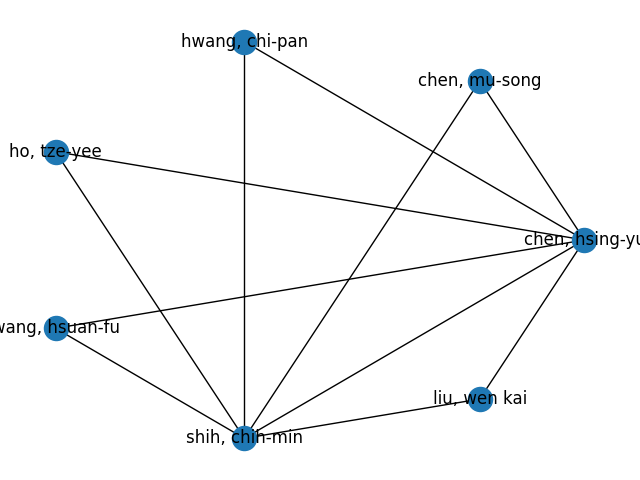 hwang, chi-pan
chen, mu-song
ho, tze-yee
chen, hsing-yu
wang, hsuan-fu
liu, wen kai
shih, chih-min